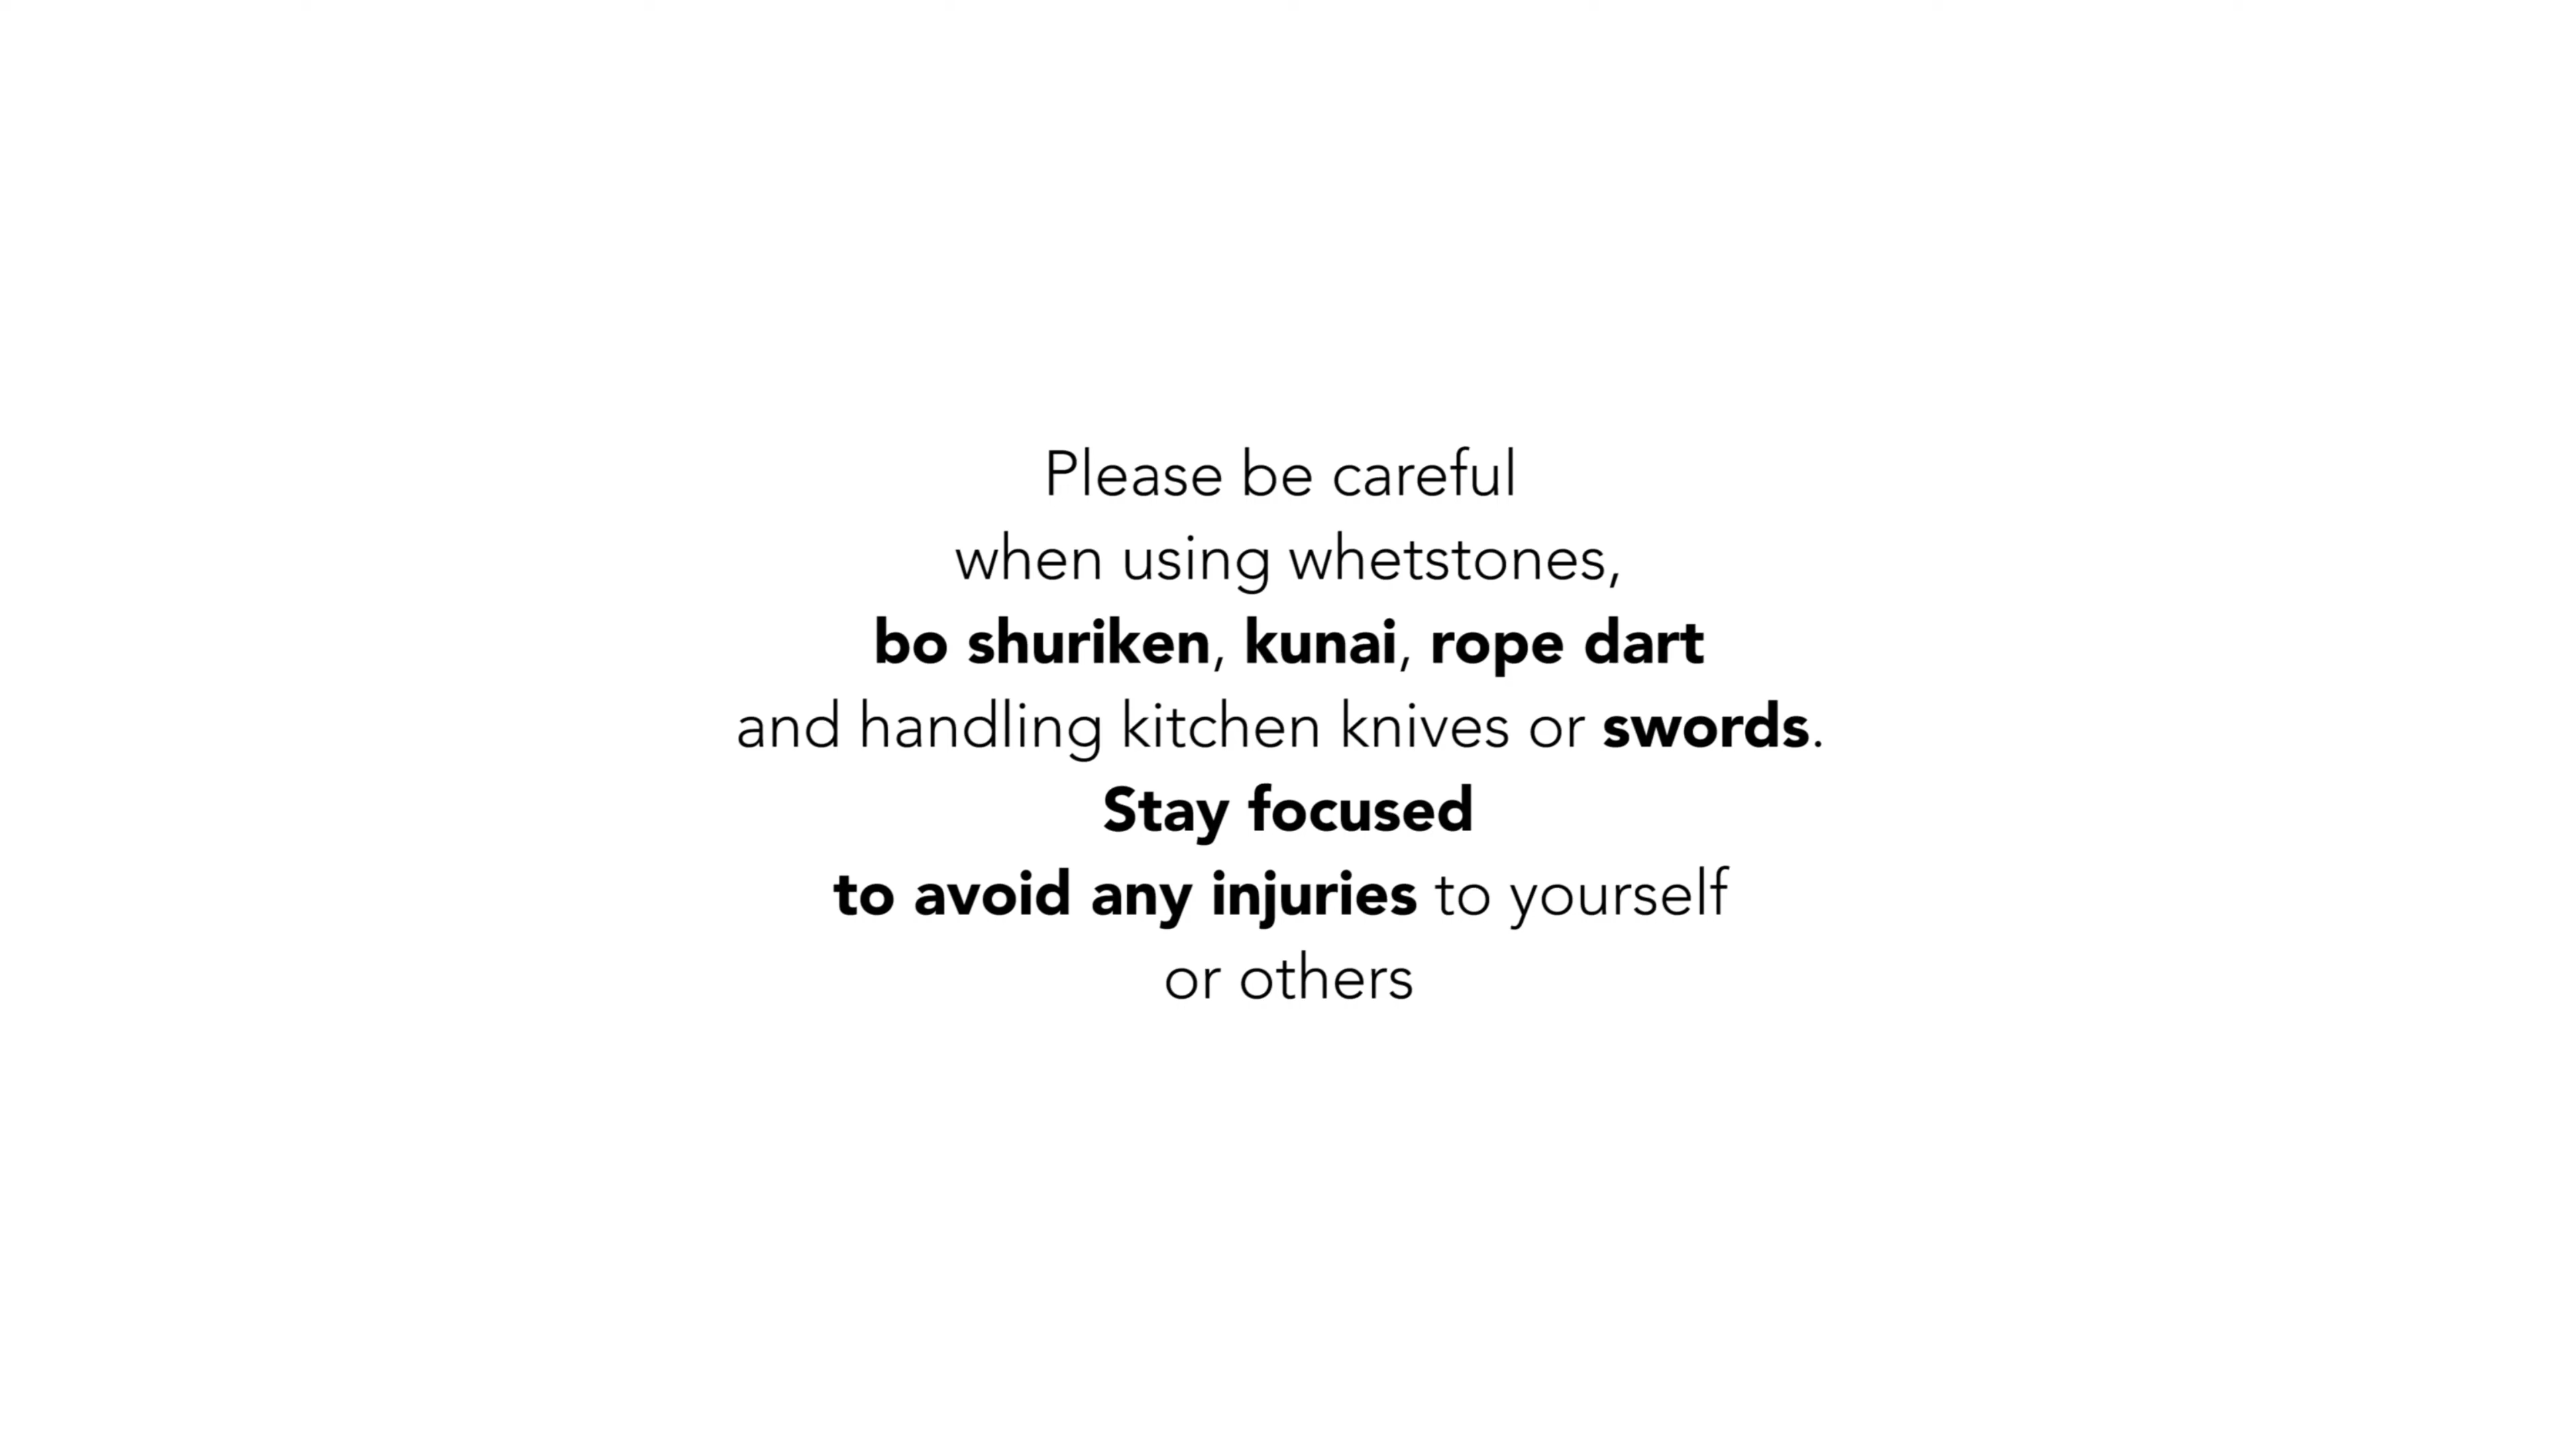 Please be careful
when using whetstones,
bo shuriken, kunai, rope dart
and handling kitchen knives or swords.
Stay focused
to avoid any injuries to yourself
or others